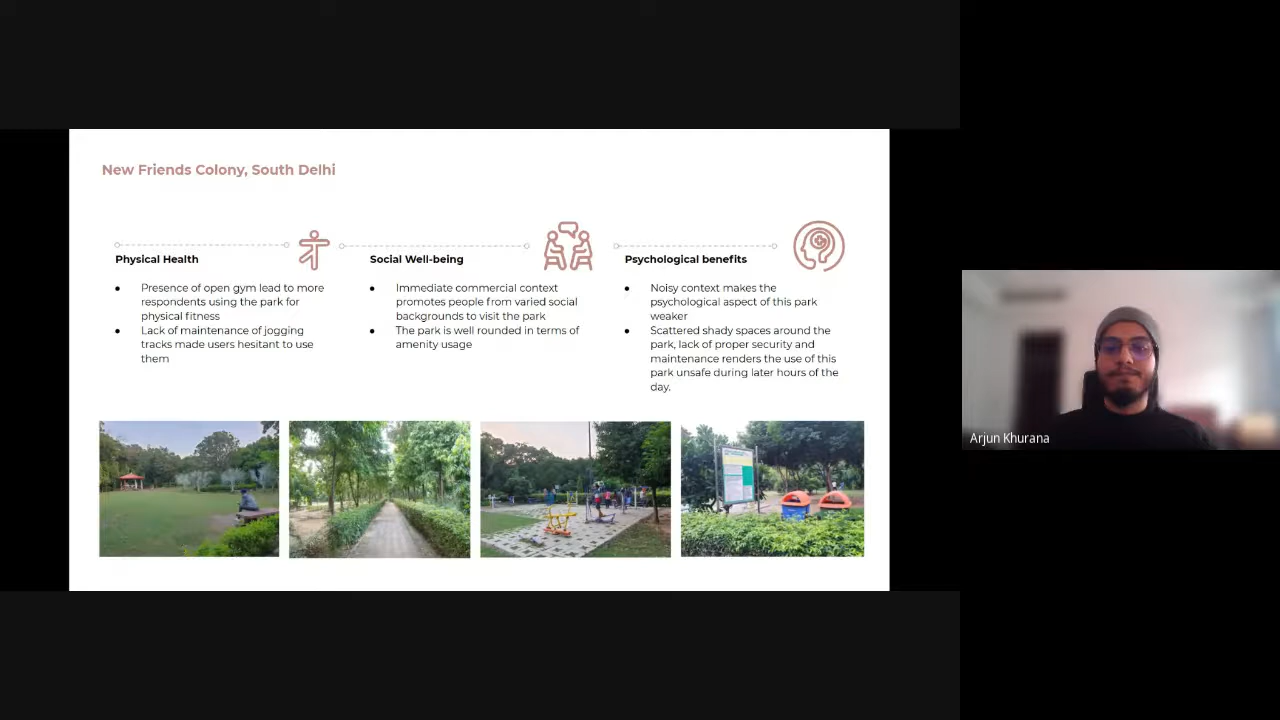 New Friends Colony, South Delhi
Physical Health
Presence of open gym lead to more
respondents using the park for
physical fitness
Lack of maintenance of jogging
tracks made users hesitant to use
them
Social Well-being
Immediate commercial context
promotes people from varied social
backgrounds to visit the park
The park is well rounded in terms of
amenity usage
Psychological benefits
Noisy context makes the
psychological aspect of this park
weaker
Scattered shady spaces around the
park, lack of proper security and
maintenance renders the use of this
park unsafe during later hours of the
day.
Arjun Khurana